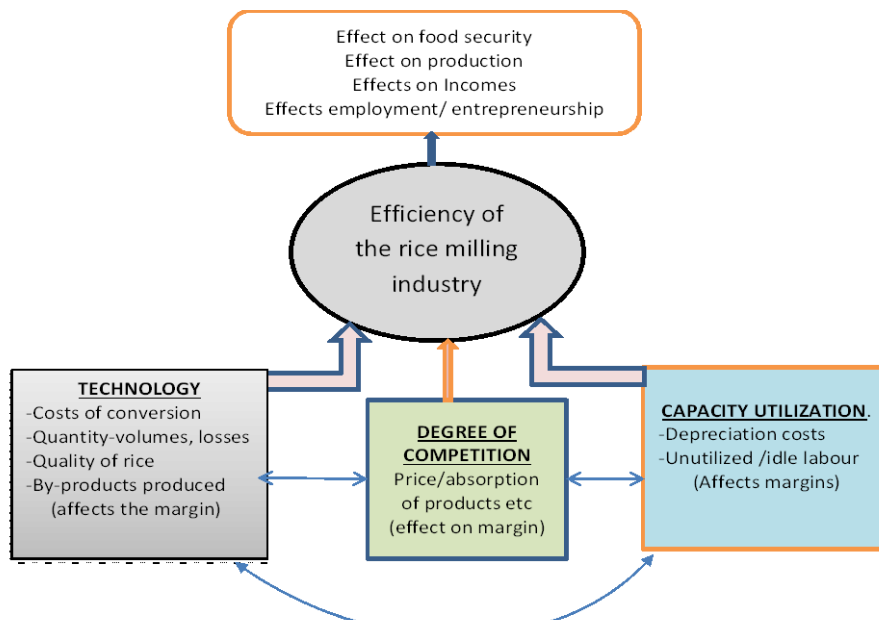 Effect on food security
Effect on production
Effects on Incomes
Effects employment/ entrepreneurship
Efficiency of
the rice milling
industry
TECHNOLOGY
-Costs of conversion
-Quantity-volumes, losses
-Quality of rice
-By-products produced
(affects the margin)
DEGREE OF
COMPETITION
Price/absorption
of products etc
(effect on margin)
CAPACITY UTILIZATION.
-Depreciation costs
-Unutilized /idle labour
(Affects margins)